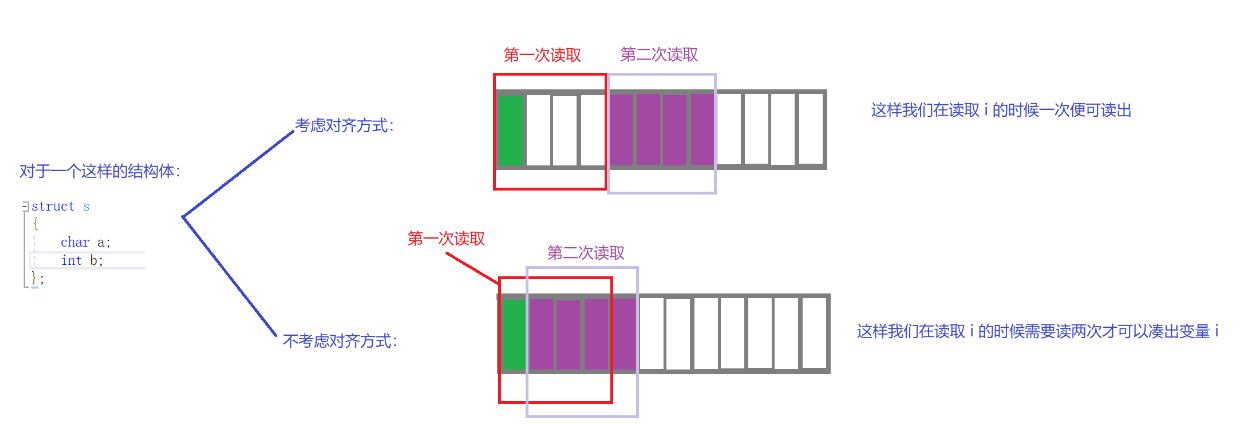 第一次读取
第二次读取
这样我们在读取 i 的时候一次便可读出
考虑对齐方式：
对于一个这样的结构体：
struct s
{
char a;
int b;
};
第一次读取
第二次读取
不考虑对齐方式：
这样我们在读取 i 的时候需要读两次才可以凑出变量 i